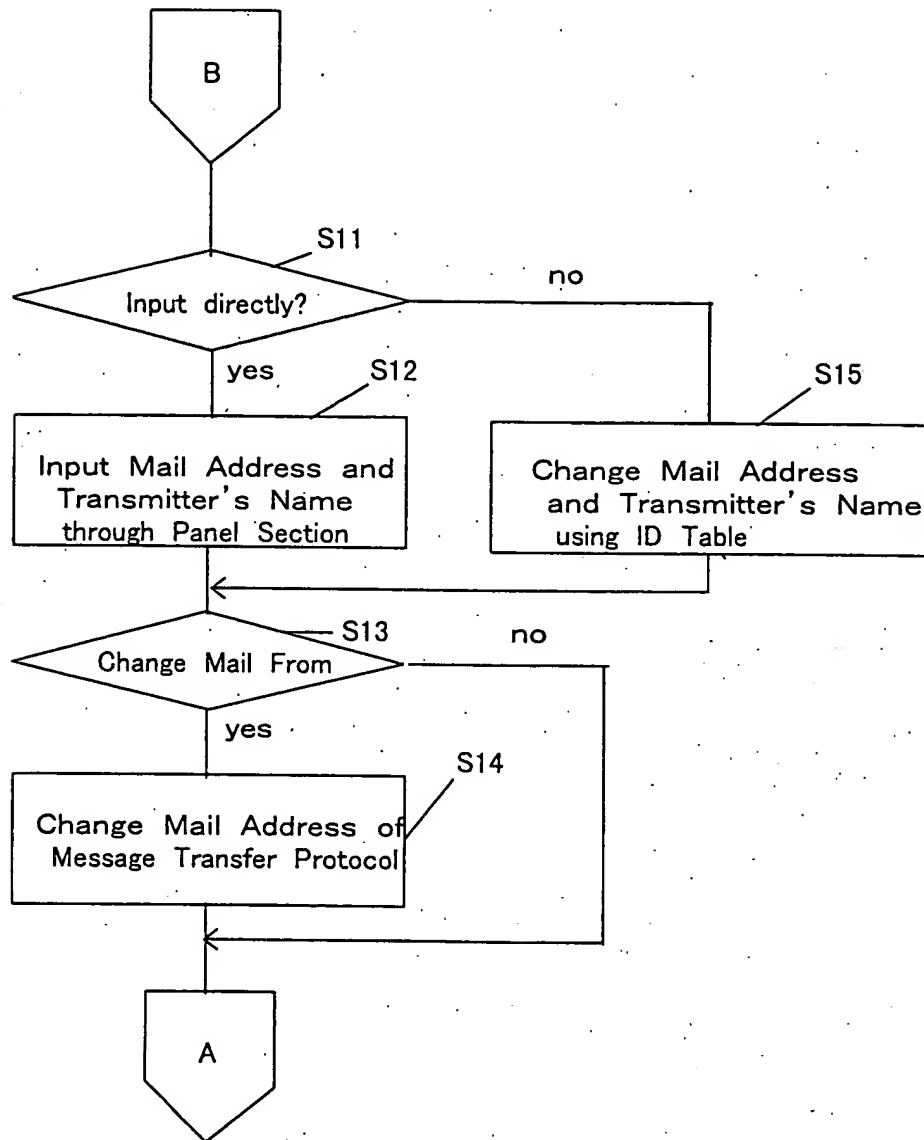 B
S11
Input directly?
no
yes
S12
Input Mail Address and
Transmitter's Name
through Panel Section
S15
Change Mail Address
and Transmitter's Name
using ID Table
S13
Change Mail From
no
yes
S14
Change Mail Address of
Message Transfer Protocol
A